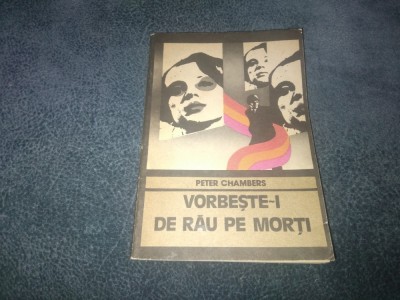 PETER CHAMBERS
VORBEȘTE-I
DE RĂU PE MORȚI